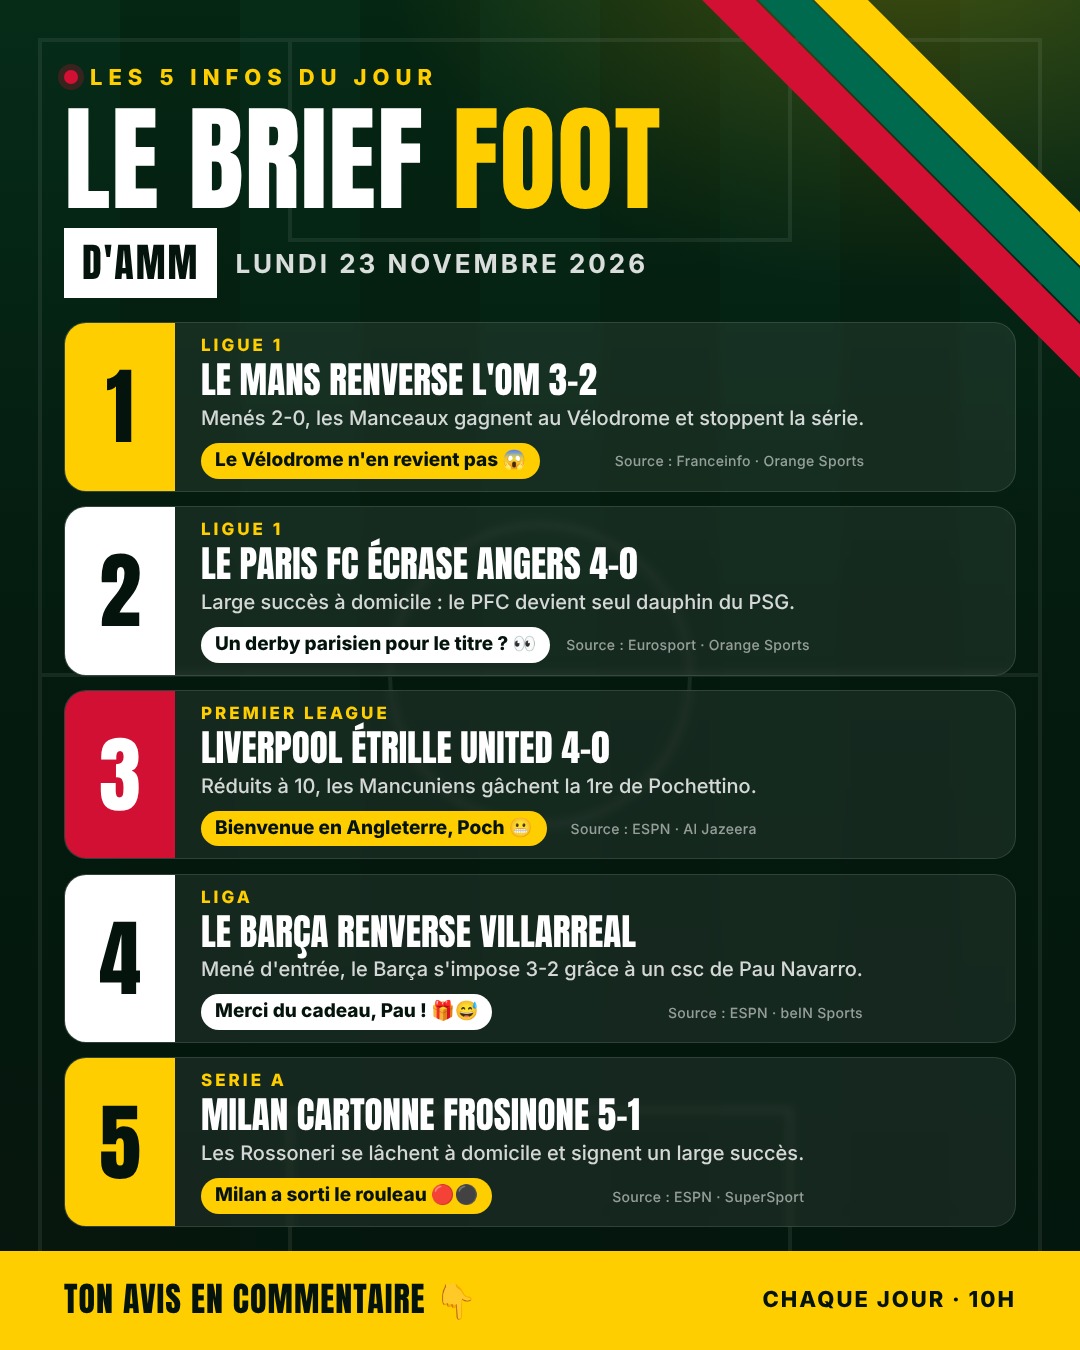 LES 5 INFOS DU JOUR
LE BRIEF FOOT
D'AMM LUNDI 23 NOVEMBRE 2026
1
LIGUE 1
LE MANS RENVERSE L'OM 3-2
Menés 2-0, les Manceaux gagnent au Vélodrome et stoppent la série.
Le Vélodrome n'en revient pas 😱 Source : Franceinfo · Orange Sports
2
LIGUE 1
LE PARIS FC ÉCRASE ANGERS 4-0
Large succès à domicile : le PFC devient seul dauphin du PSG.
Un derby parisien pour le titre ? 👀 Source : Eurosport · Orange Sports
3
PREMIER LEAGUE
LIVERPOOL ÉTRILLE UNITED 4-0
Réduits à 10, les Mancuniens gâchent la 1re de Pochettino.
Bienvenue en Angleterre, Poch 😬 Source : ESPN · Al Jazeera
4
LIGA
LE BARÇA RENVERSE VILLARREAL
Mené d'entrée, le Barça s'impose 3-2 grâce à un csc de Pau Navarro.
Merci du cadeau, Pau ! 🎁😅 Source : ESPN · beIN Sports
5
SERIE A
MILAN CARTONNE FROSINONE 5-1
Les Rossoneri se lâchent à domicile et signent un large succès.
Milan a sorti le rouleau 🔴⚫ Source : ESPN · SuperSport
TON AVIS EN COMMENTAIRE 👇 CHAQUE JOUR · 10H